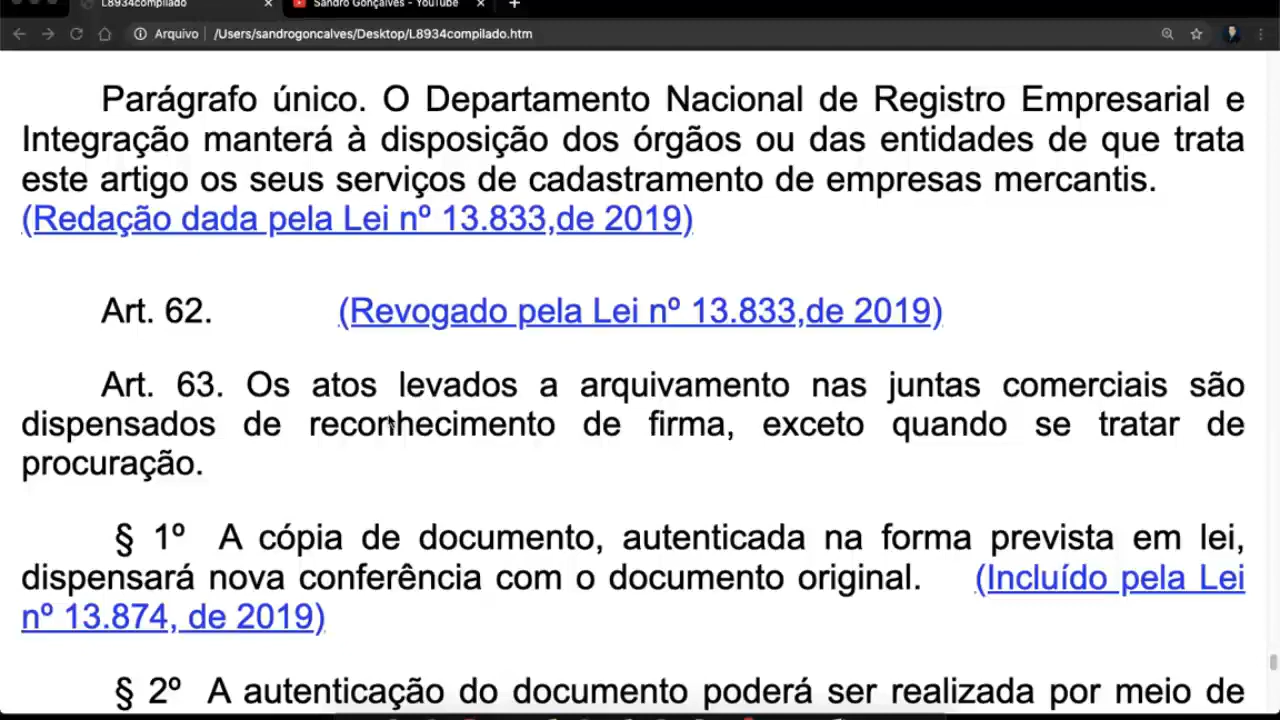 L8934compilado
Sandro Gonçalves - YouTube
Arquivo /Users/sandrogoncalves/Desktop/L8934compilado.htm
Parágrafo único. O Departamento Nacional de Registro Empresarial e
Integração manterá à disposição dos órgãos ou das entidades de que trata
este artigo os seus serviços de cadastramento de empresas mercantis.
(Redação dada pela Lei nº 13.833,de 2019)
Art. 62. (Revogado pela Lei nº 13.833,de 2019)
Art. 63. Os atos levados a arquivamento nas juntas comerciais são
dispensados de reconhecimento de firma, exceto quando se tratar de
procuração.
§ 1º A cópia de documento, autenticada na forma prevista em lei,
dispensará nova conferência com o documento original. (Incluído pela Lei
nº 13.874, de 2019)
§ 2º A autenticação do documento poderá ser realizada por meio de